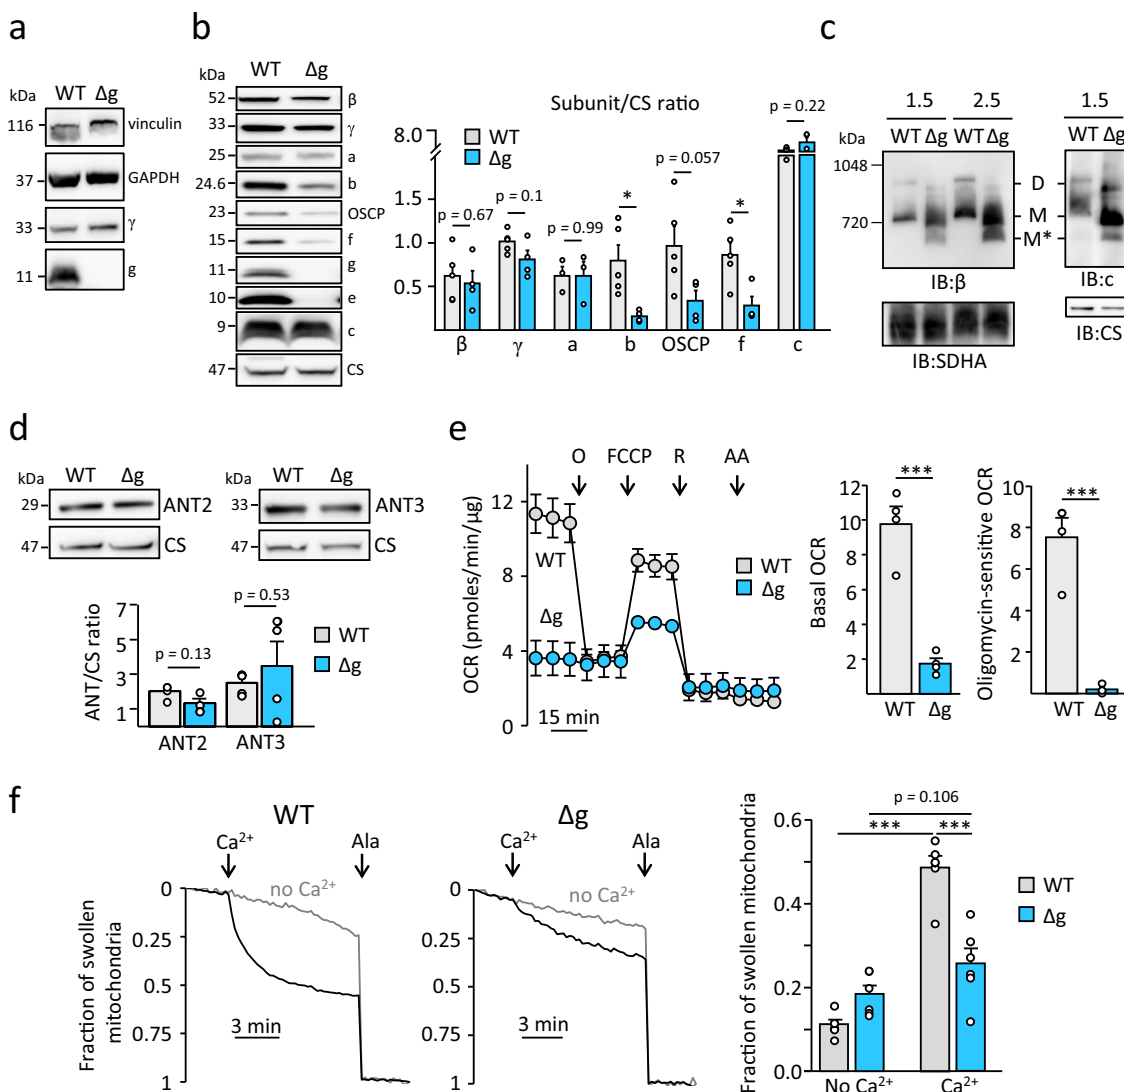 a
kDa
WT Δg
116
vinculin
37
GAPDH
33
γ
11
g
b
kDa
WT Δg
52
β
33
γ
25
a
24.6
b
23
OSCP
15
f
11
g
10
e
9
c
47
CS
Subunit/CS ratio
WT
Δg
8.0
1.5
1.0
0.5
p = 0.67
p = 0.1
p = 0.99
*
p = 0.057
*
p = 0.22
β
γ
a
b
OSCP
f
c
c
1.5
2.5
1.5
kDa
WT Δg
WT Δg
WT Δg
1048
720
D
M
M*
IB:β
IB:c
IB:SDHA
IB:CS
d
kDa
WT Δg
29
ANT2
47
CS
kDa
WT Δg
33
ANT3
47
CS
ANT/CS ratio
7
5
3
1
p = 0.13
p = 0.53
WT
Δg
ANT2
ANT3
e
O
FCCP
R
AA
OCR (pmoles/min/µg)
12
8
4
0
WT
Δg
WT
Δg
15 min
Basal OCR
12
10
8
6
4
2
***
WT Δg
Oligomycin-sensitive OCR
10
8
6
4
2
0
***
WT Δg
f
WT
Ca2+
Ala
no Ca2+
Fraction of swollen
mitochondria
0
0.25
0.5
0.75
1
3 min
Δg
Ca2+
Ala
no Ca2+
0
0.25
0.5
0.75
1
3 min
Fraction of swollen mitochondria
0.6
0.4
0.2
0
p = 0.106
***
***
WT
Δg
No Ca2+
Ca2+